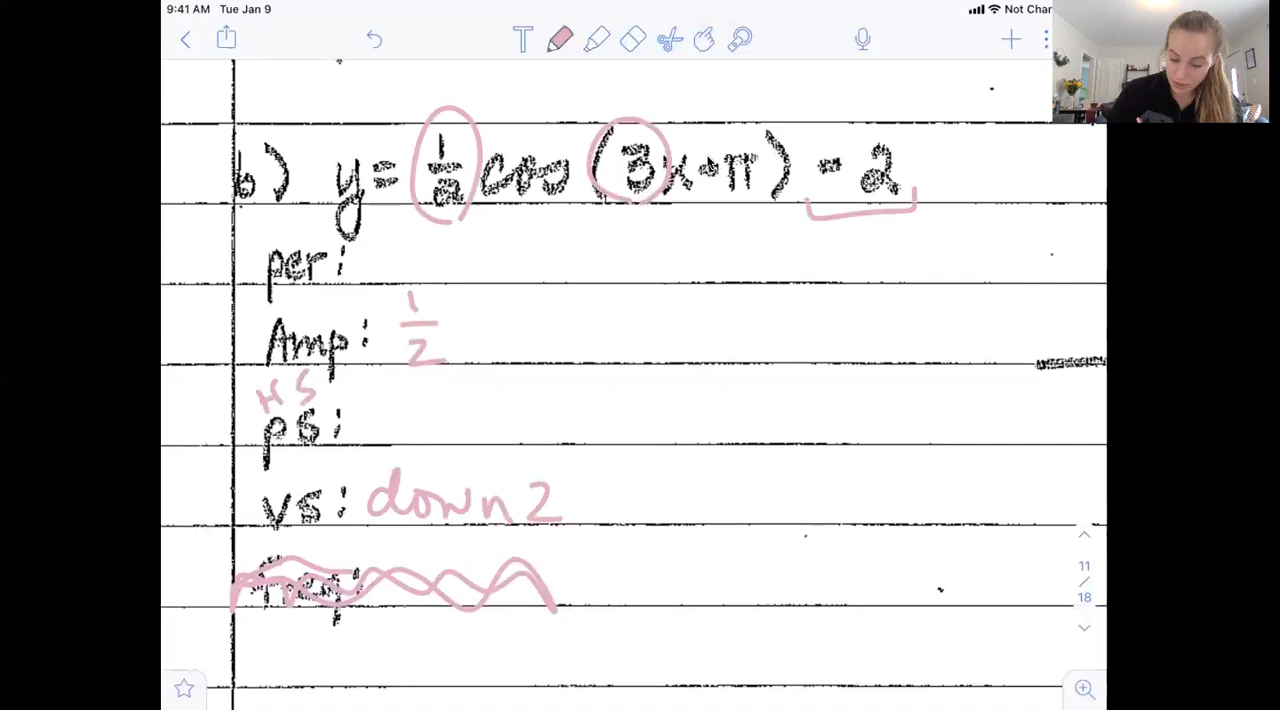 9:41 AM Tue Jan 9
Not Char
T
b) y = 1/2 cos (3x + π) - 2
per:
Amp: 1/2
HS
ps:
vs: down 2
freq:
11
/
18